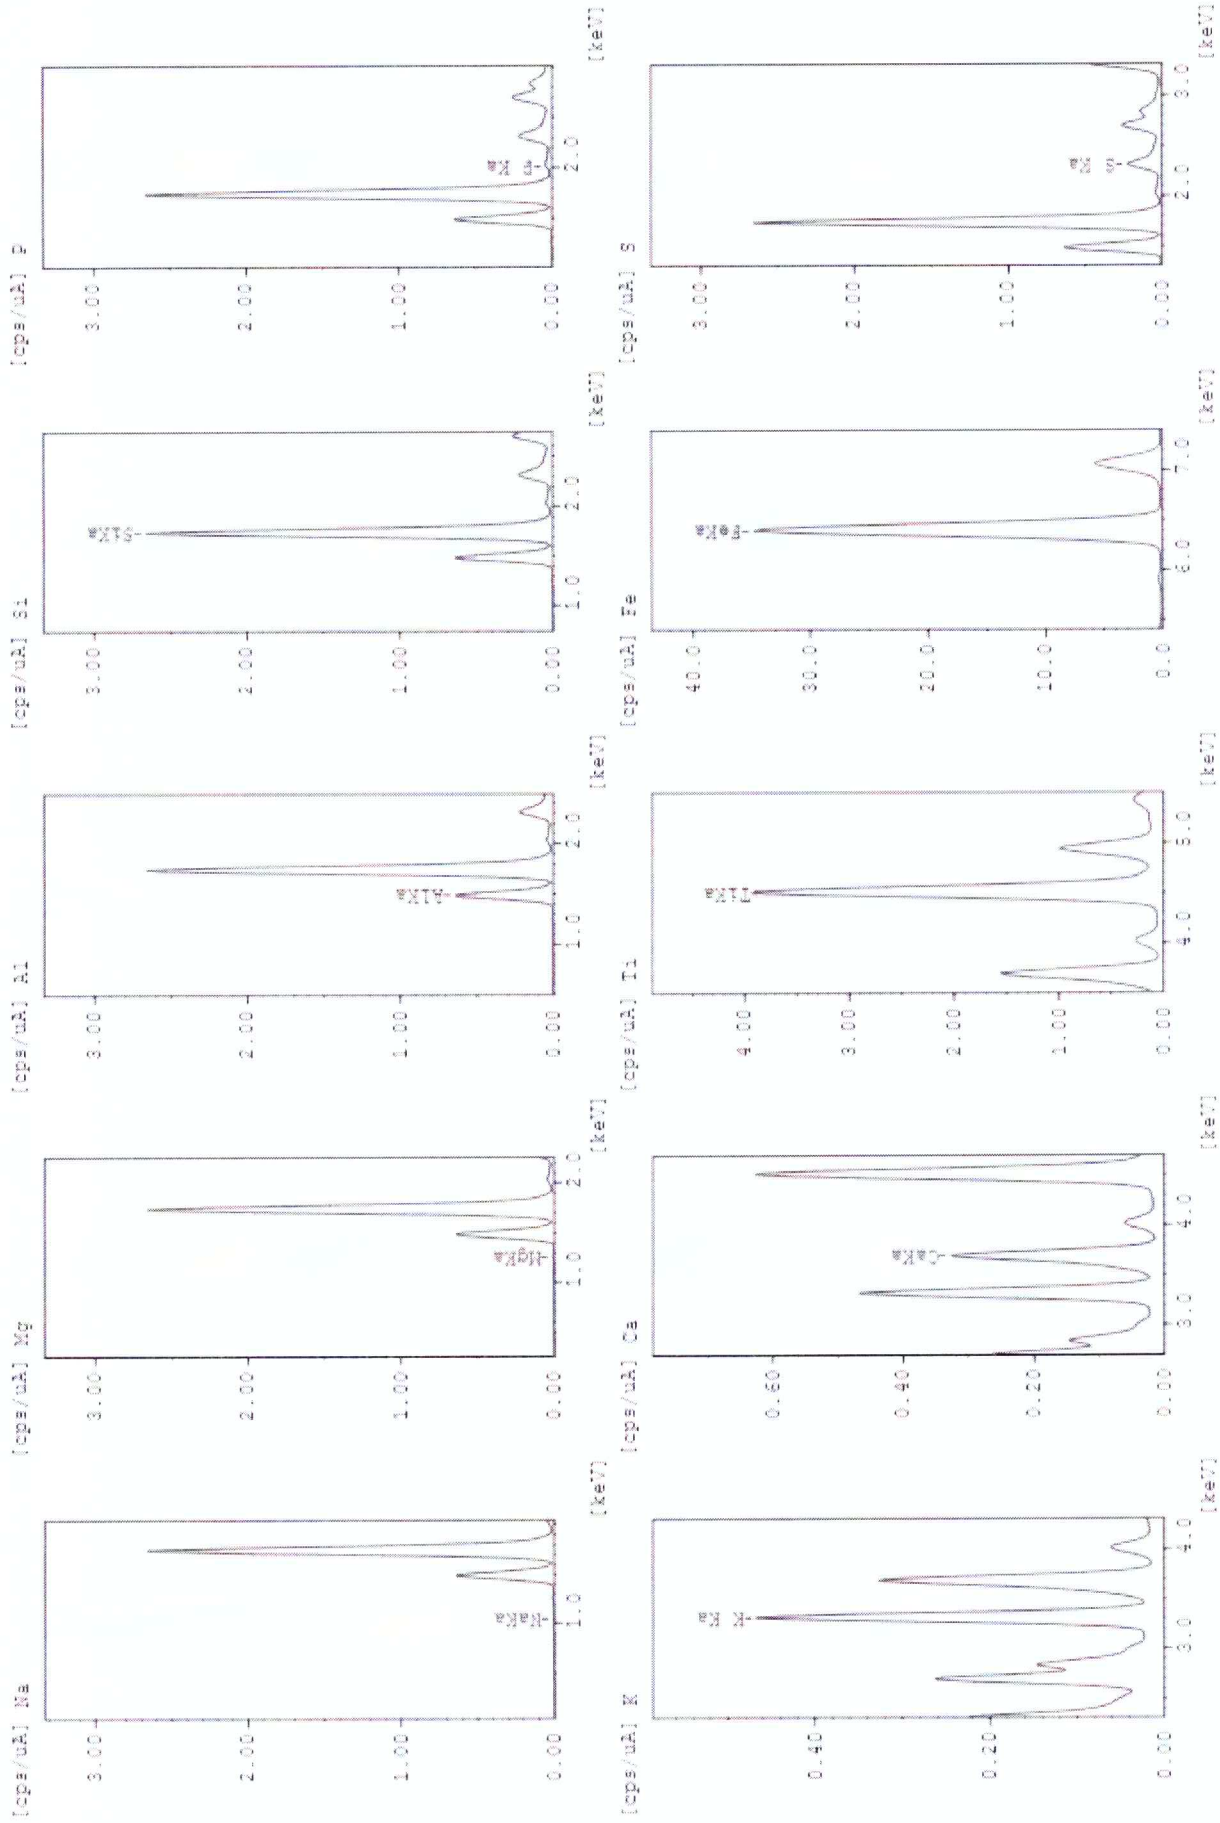 [cps/uA] Na
3.00
2.00
1.00
0.00
NaKa
1.0
[keV]
[cps/uA] Mg
3.00
2.00
1.00
0.00
MgKa
1.0
2.0
[keV]
[cps/uA] Al
3.00
2.00
1.00
0.00
AlKa
1.0
2.0
[keV]
[cps/uA] Si
3.00
2.00
1.00
0.00
SiKa
1.0
2.0
[keV]
[cps/uA] P
3.00
2.00
1.00
0.00
P Ka
2.0
[keV]
[cps/uA] K
0.40
0.20
0.00
K Ka
3.0
4.0
[keV]
[cps/uA] Ca
0.60
0.40
0.20
0.00
CaKa
3.0
4.0
[keV]
[cps/uA] Ti
4.00
3.00
2.00
1.00
0.00
TiKa
4.0
5.0
[keV]
[cps/uA] Fe
40.0
30.0
20.0
10.0
0.0
FeKa
6.0
7.0
[keV]
[cps/uA] S
3.00
2.00
1.00
0.00
S Ka
2.0
3.0
[keV]